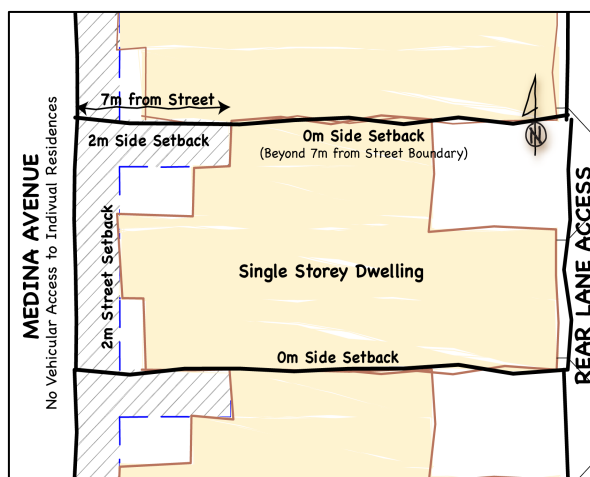 7m from Street
2m Side Setback
0m Side Setback
(Beyond 7m from Street Boundary)
N
MEDINA AVENUE
No Vehicular Access to Indivual Residences
2m Street Setback
Single Storey Dwelling
0m Side Setback
REAR LANE ACCESS